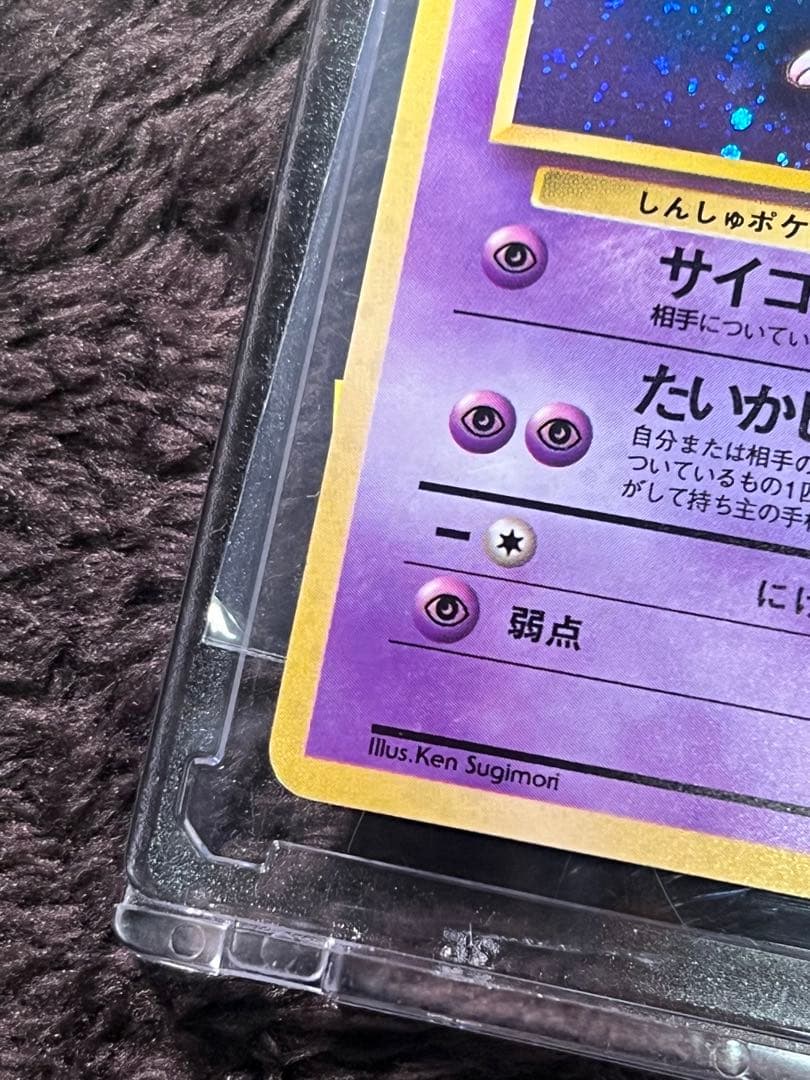 しんしゅポケ
サイコ
相手についてい
たいか
自分または相手の
ついているもの1
がして持ち主の手
ー
にげ
弱点
Illus.Ken Sugimori